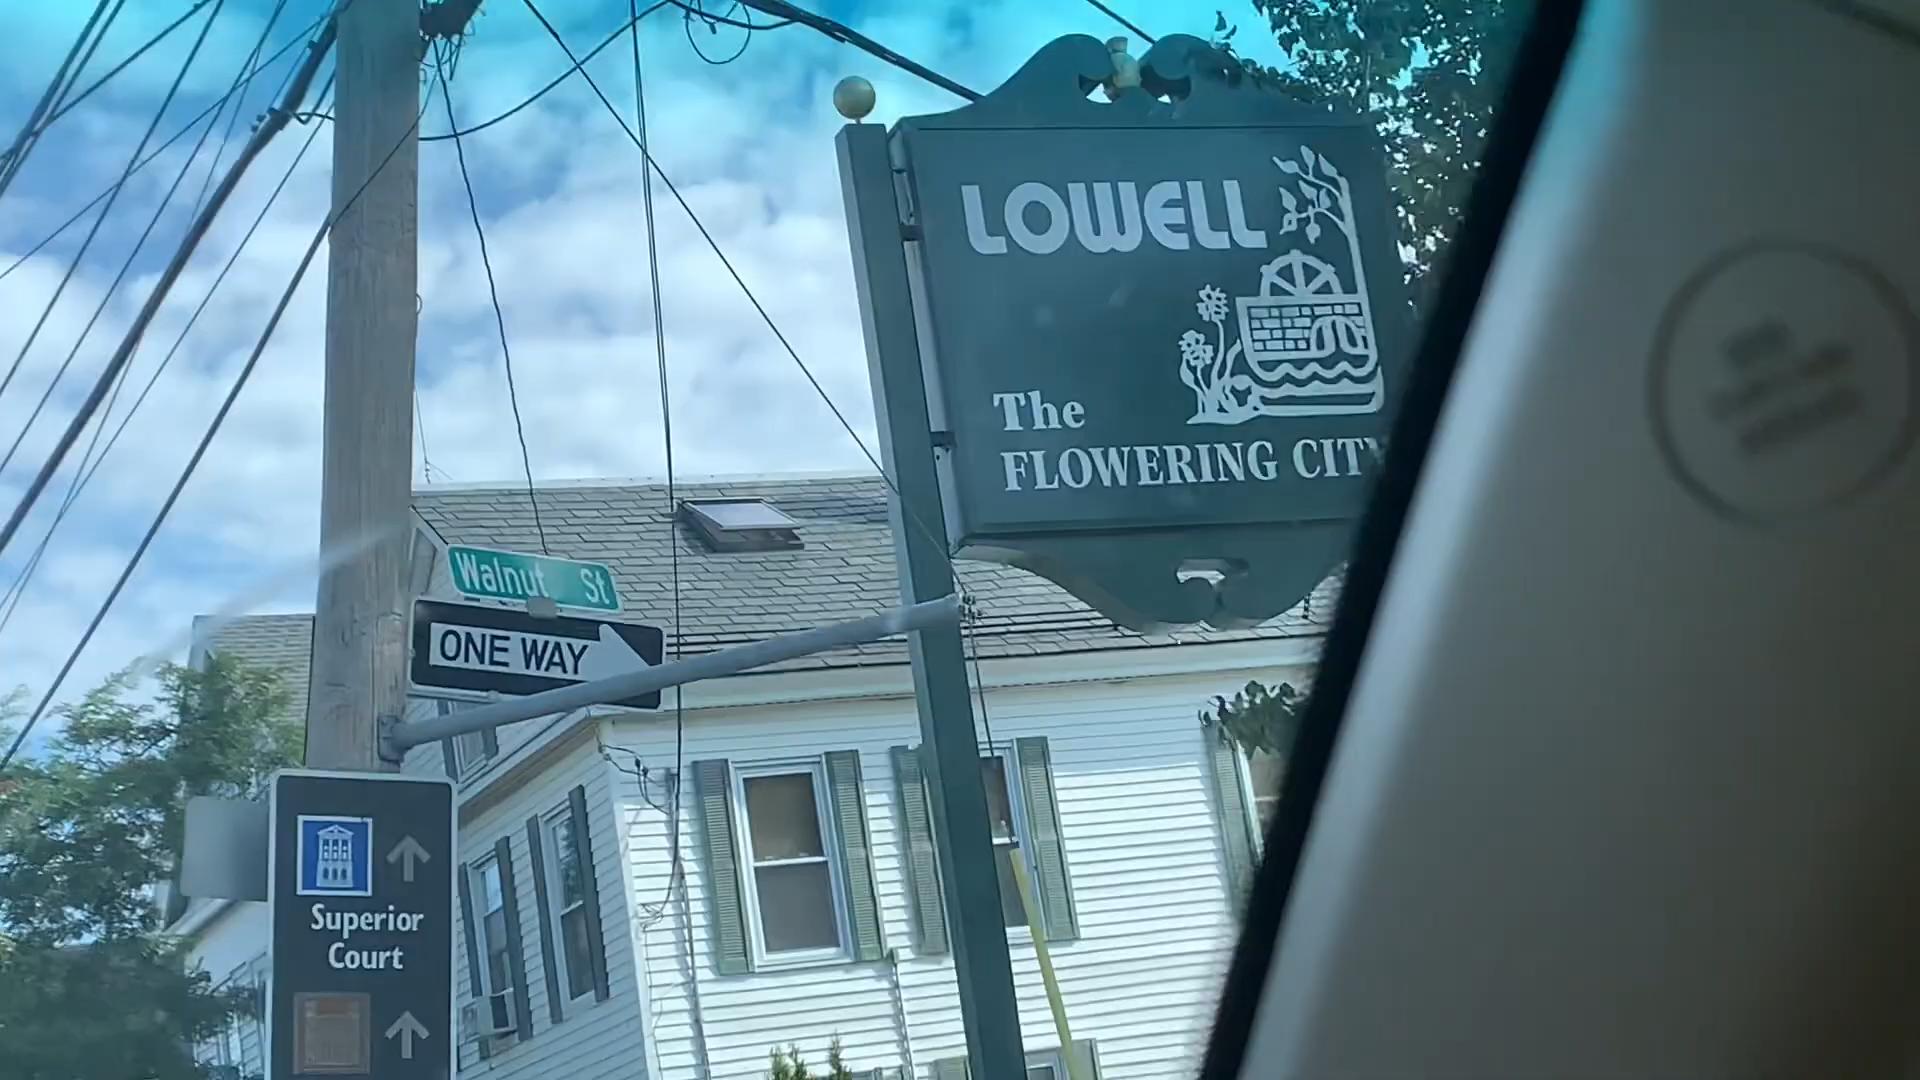 LOWELL
The
FLOWERING CITY
Walnut St
ONE WAY
Superior
Court